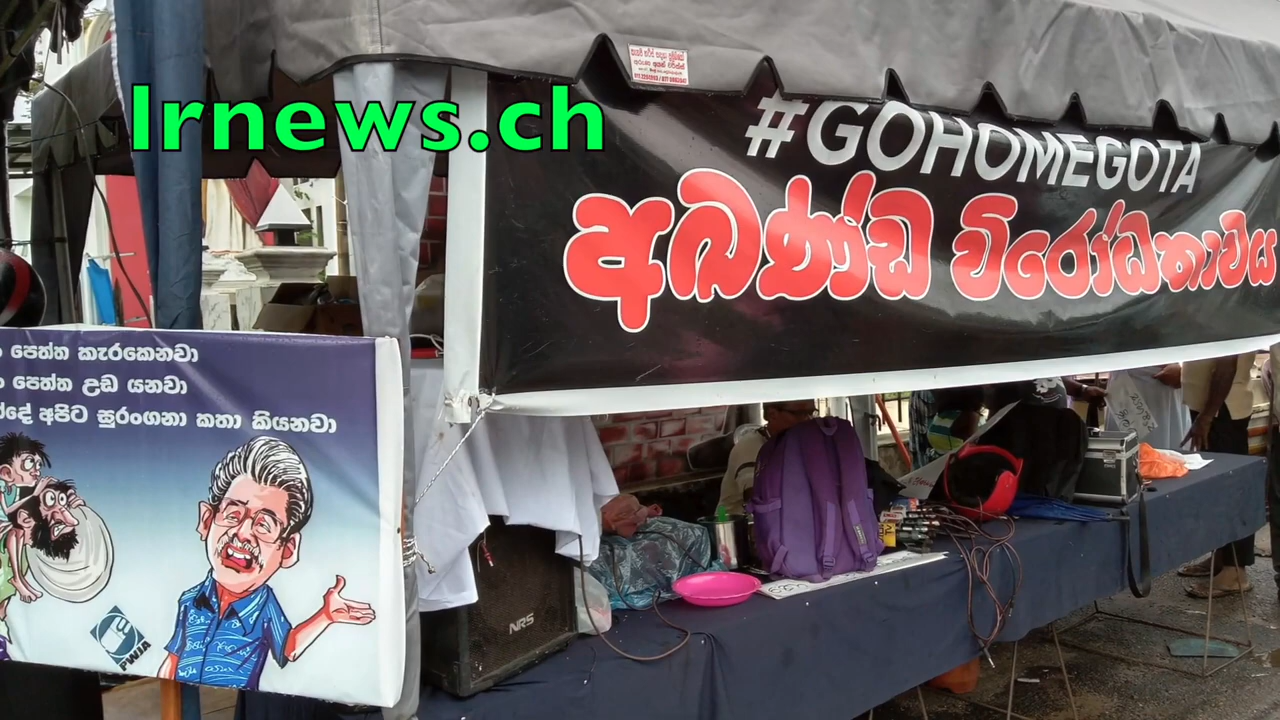 lrnews.ch
#GOHOMEGOTA
අඛණ්ඩ විරෝධතාවය
පෙත්ත කැරකෙනවා
පෙත්ත උඩ යනවා
අපිට සුරංගනා කතා කියනවා
FWJA
NRS